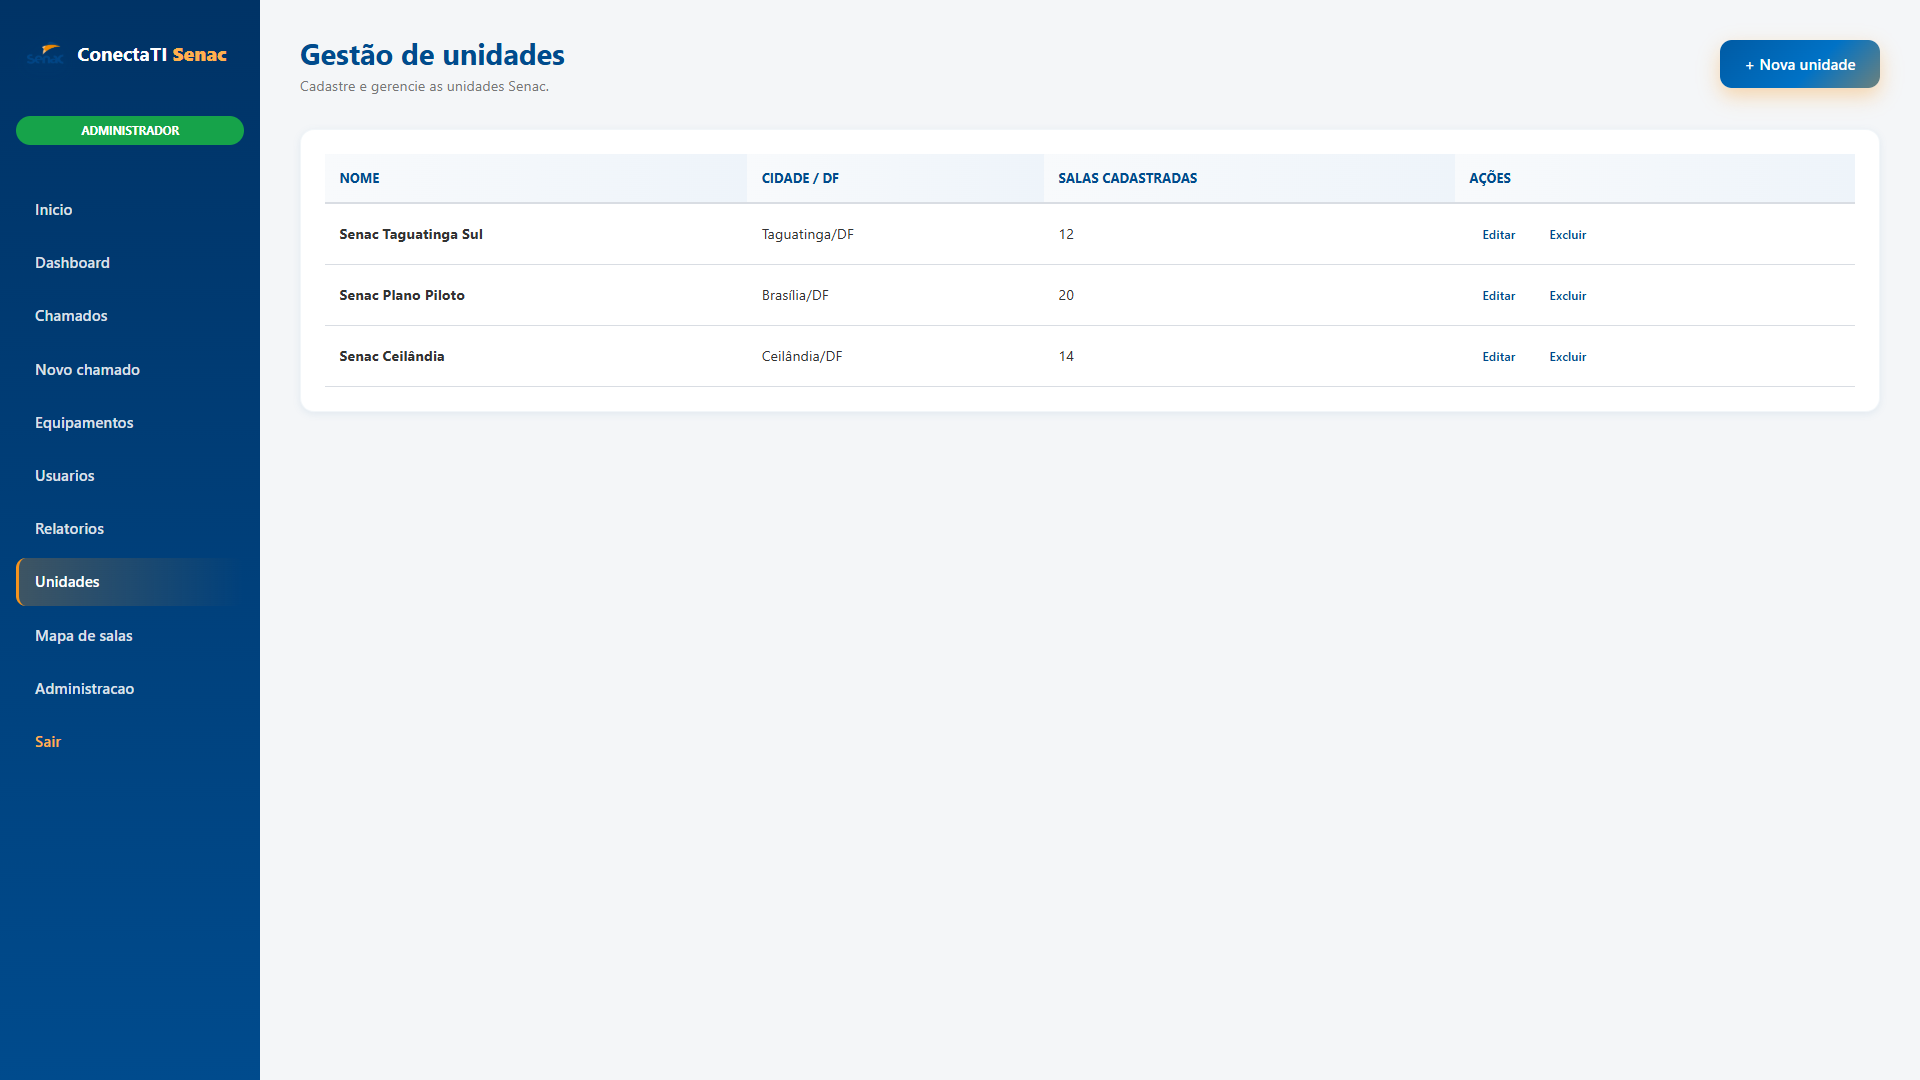 Senac ConectaTI Senac
ADMINISTRADOR
Inicio
Dashboard
Chamados
Novo chamado
Equipamentos
Usuarios
Relatorios
Unidades
Mapa de salas
Administracao
Sair
Gestão de unidades
Cadastre e gerencie as unidades Senac.
+ Nova unidade
NOME CIDADE / DF SALAS CADASTRADAS AÇÕES
Senac Taguatinga Sul Taguatinga/DF 12 Editar Excluir
Senac Plano Piloto Brasília/DF 20 Editar Excluir
Senac Ceilândia Ceilândia/DF 14 Editar Excluir